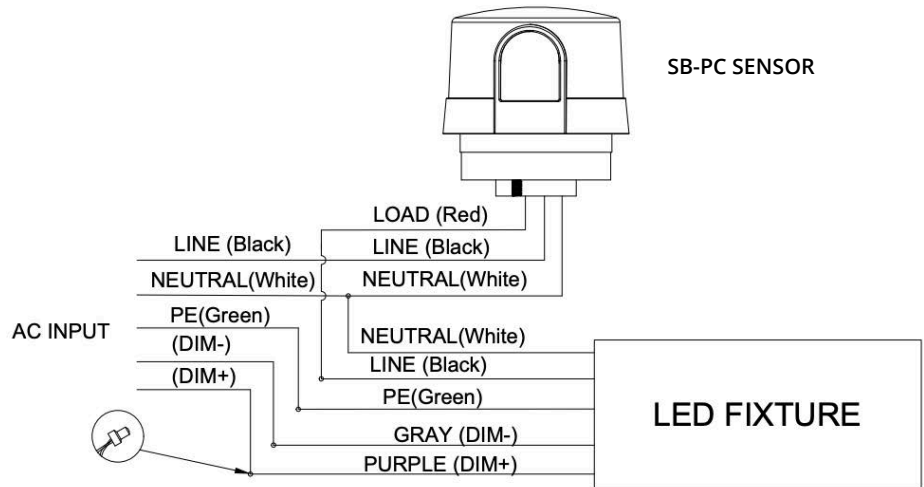 SB-PC SENSOR
LOAD (Red)
LINE (Black)
LINE (Black)
NEUTRAL(White)
NEUTRAL(White)
AC INPUT
PE(Green)
NEUTRAL(White)
(DIM-)
LINE (Black)
(DIM+)
PE(Green)
LED FIXTURE
GRAY (DIM-)
PURPLE (DIM+)